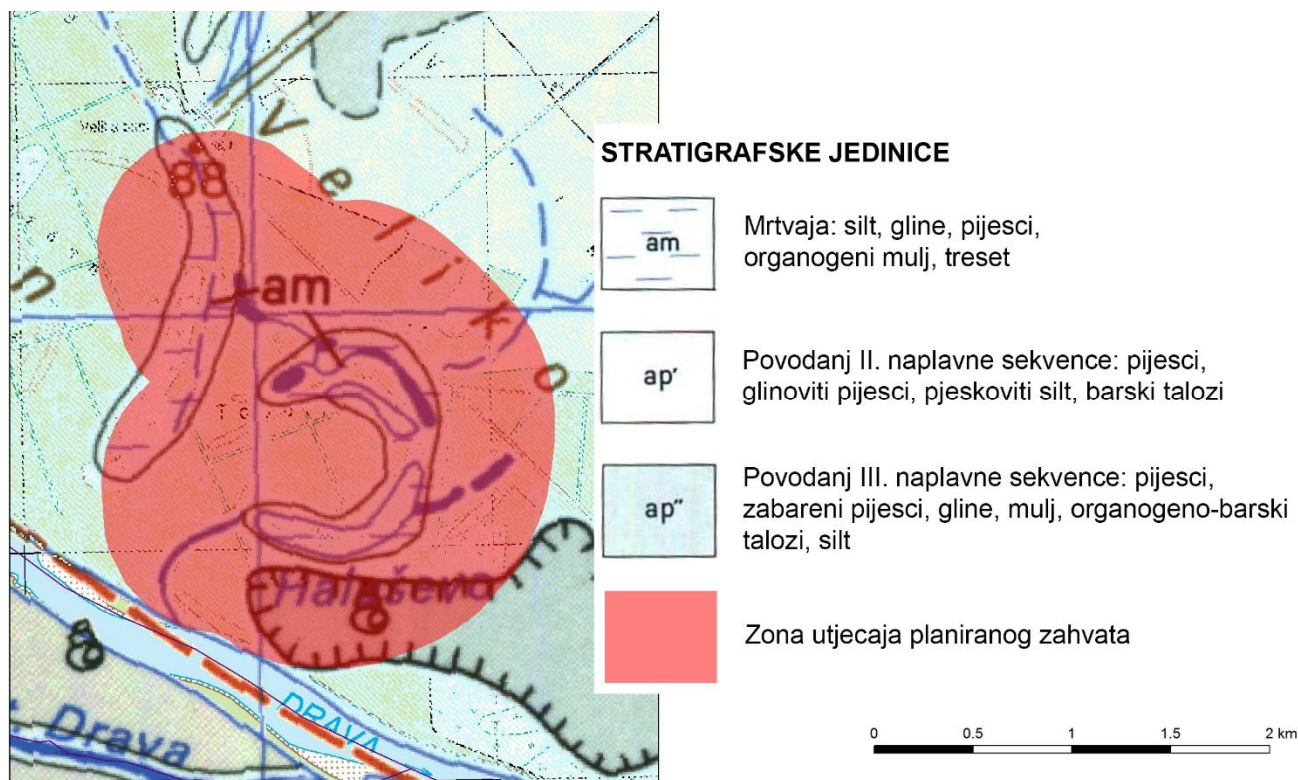 88
V
e
l
i
k
o
n
am
Halaševo
DRAVA
Drava
STRATIGRAFSKE JEDINICE
am
Mrtvaja: silt, gline, pijesci,
organogeni mulj, treset
ap'
Povodanj II. naplavne sekvence: pijesci,
glinoviti pijesci, pjeskoviti silt, barski talozi
ap"
Povodanj III. naplavne sekvence: pijesci,
zabareni pijesci, gline, mulj, organogeno-barski
talozi, silt
Zona utjecaja planiranog zahvata
0 0.5 1 1.5 2 km